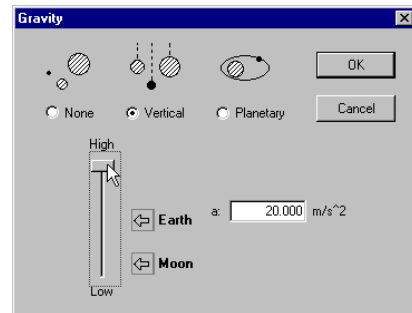 Gravity
OK
None Vertical Planetary Cancel
High
a: 20.000 m/s^2
Earth
Moon
Low